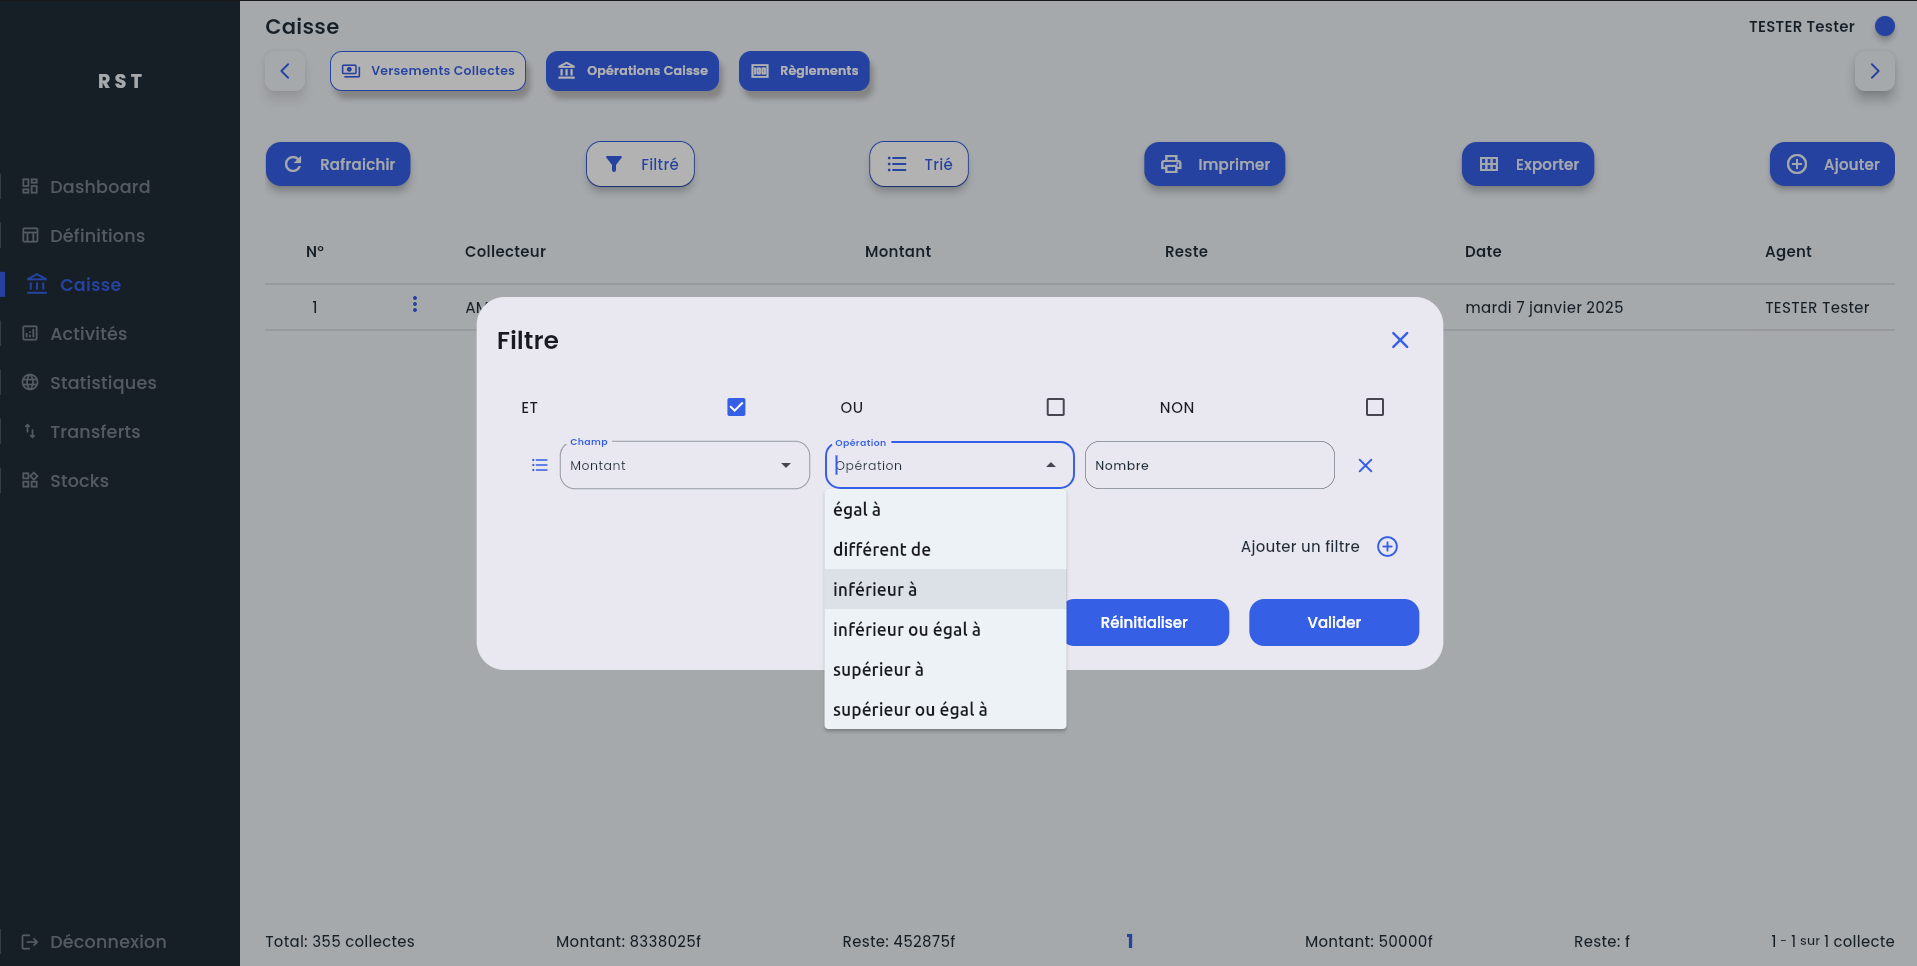 Caisse
TESTER Tester
RST
Versements Collectes
Opérations Caisse
Règlements
Rafraichir
Filtré
Trié
Imprimer
Exporter
Ajouter
Dashboard
Définitions
Caisse
Activités
Statistiques
Transferts
Stocks
Déconnexion
N° Collecteur Montant Reste Date Agent
1 mardi 7 janvier 2025 TESTER Tester
Filtre
ET OU NON
Champ
Montant
Opération
Opération
Nombre
égal à
différent de
inférieur à
inférieur ou égal à
supérieur à
supérieur ou égal à
Ajouter un filtre
Réinitialiser
Valider
Total: 355 collectes Montant: 8338025f Reste: 452875f 1 Montant: 50000f Reste: f 1 - 1 sur 1 collecte